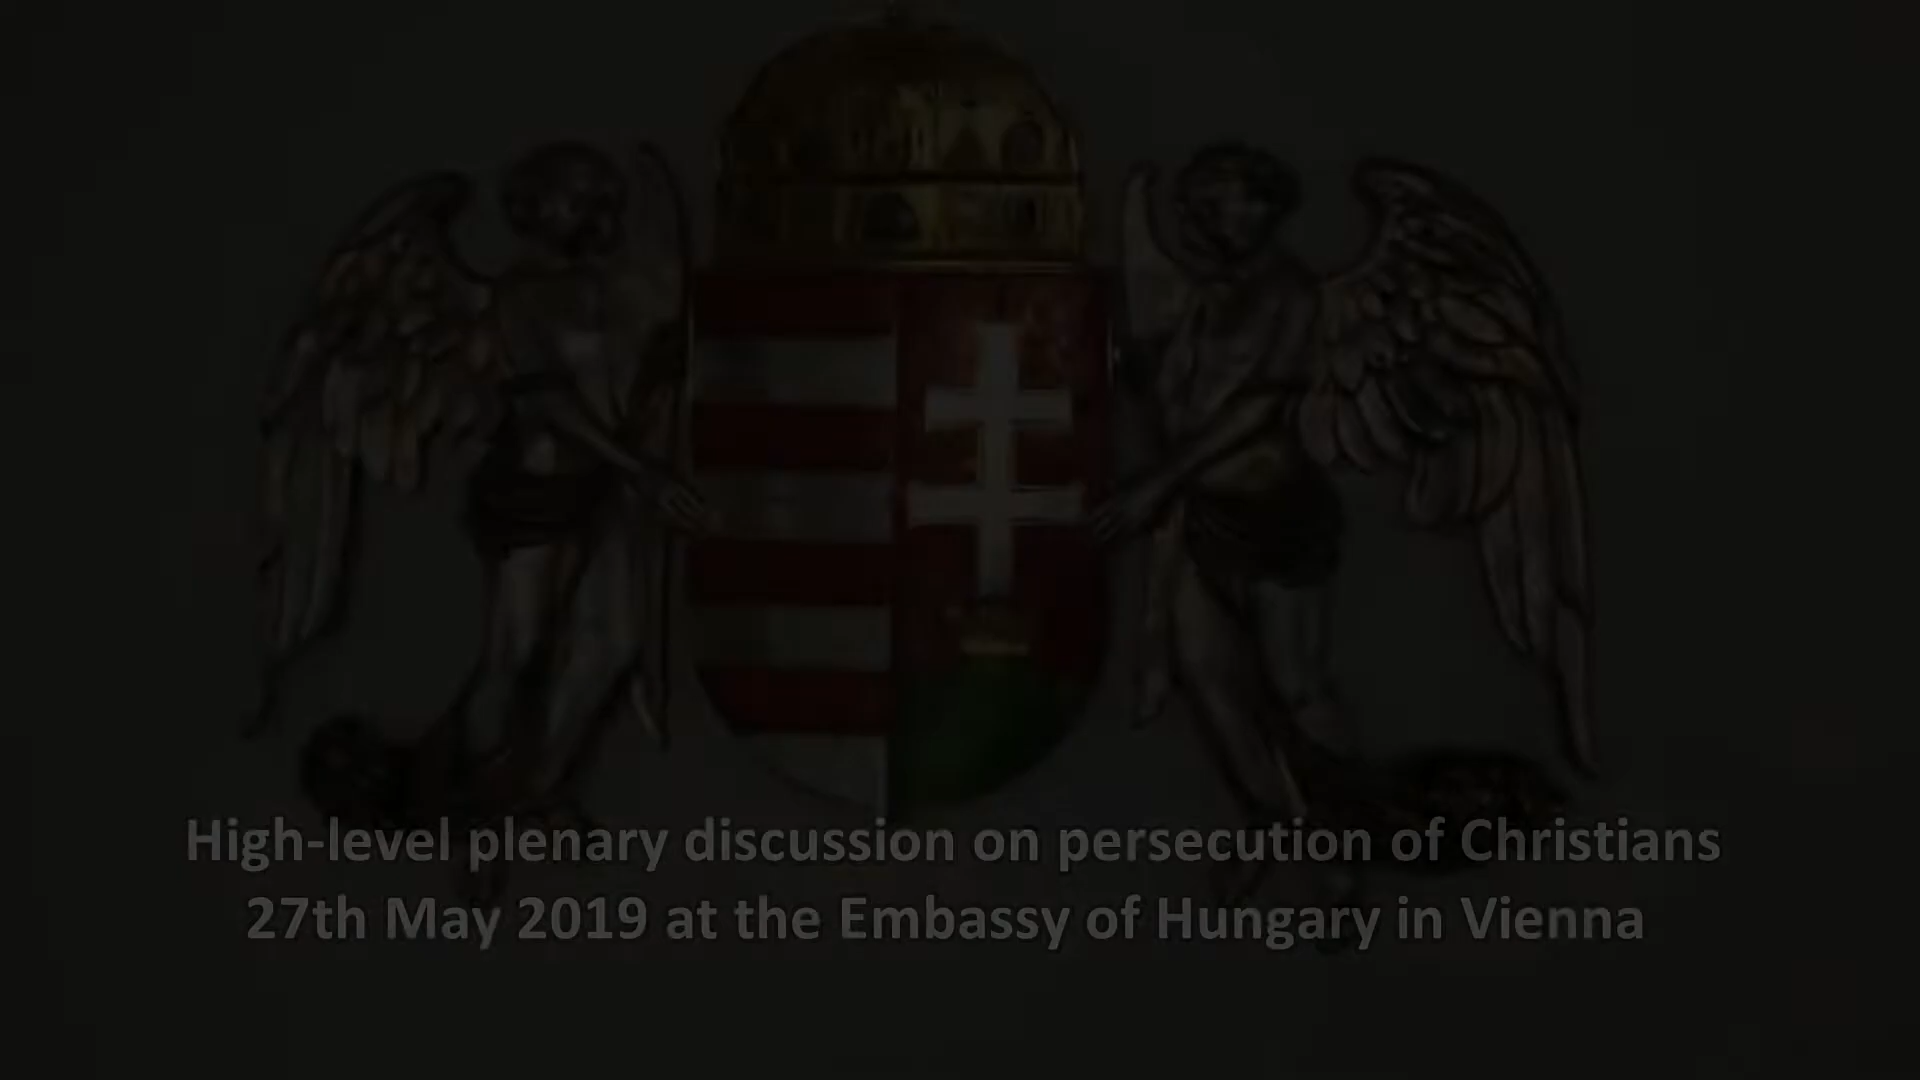 High-level plenary discussion on persecution of Christians
27th May 2019 at the Embassy of Hungary in Vienna